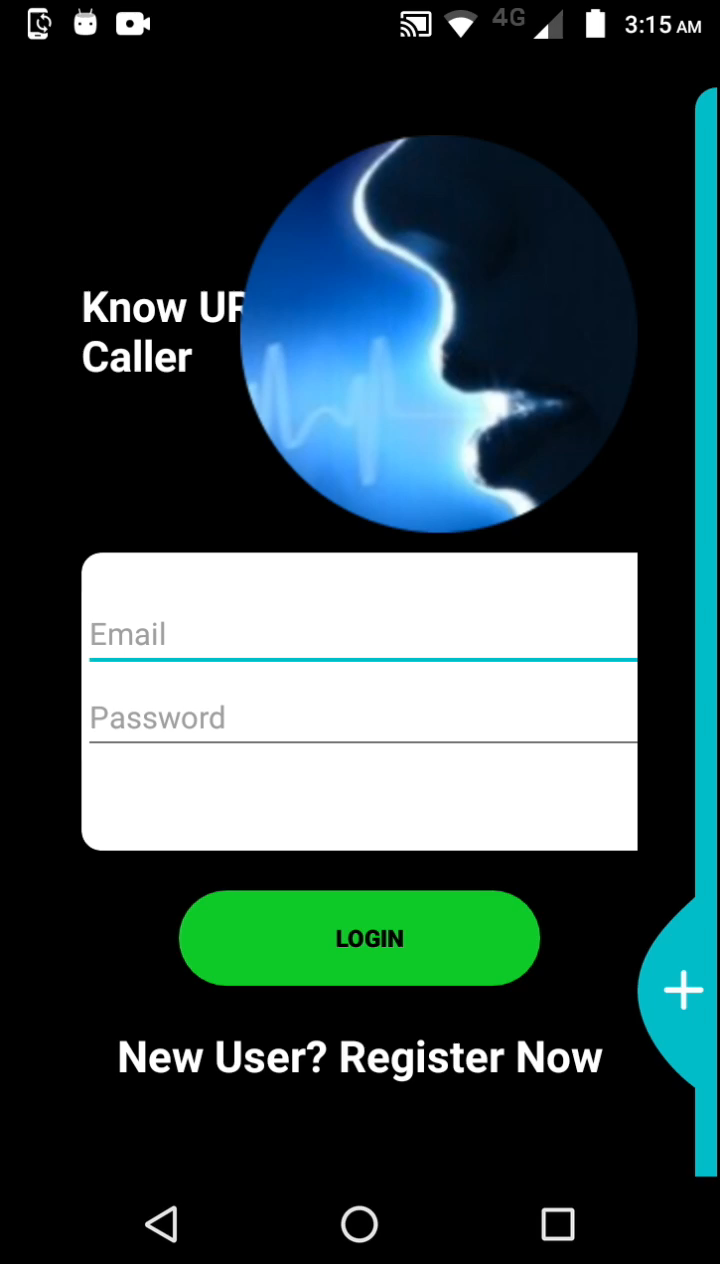 4G 3:15 AM
Know UR
Caller
Email
Password
LOGIN
New User? Register Now